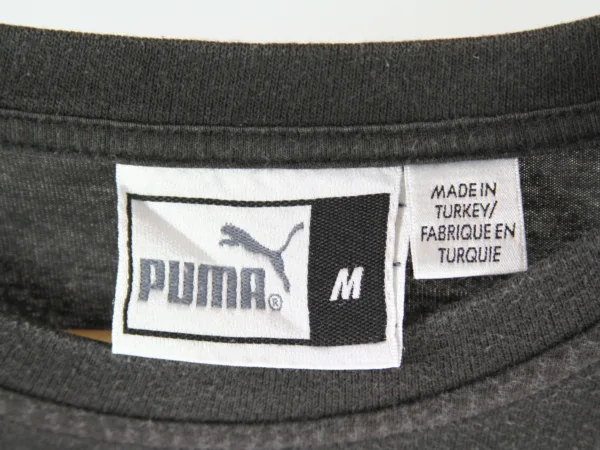 PUMA®
M
MADE IN
TURKEY/
FABRIQUE EN
TURQUIE